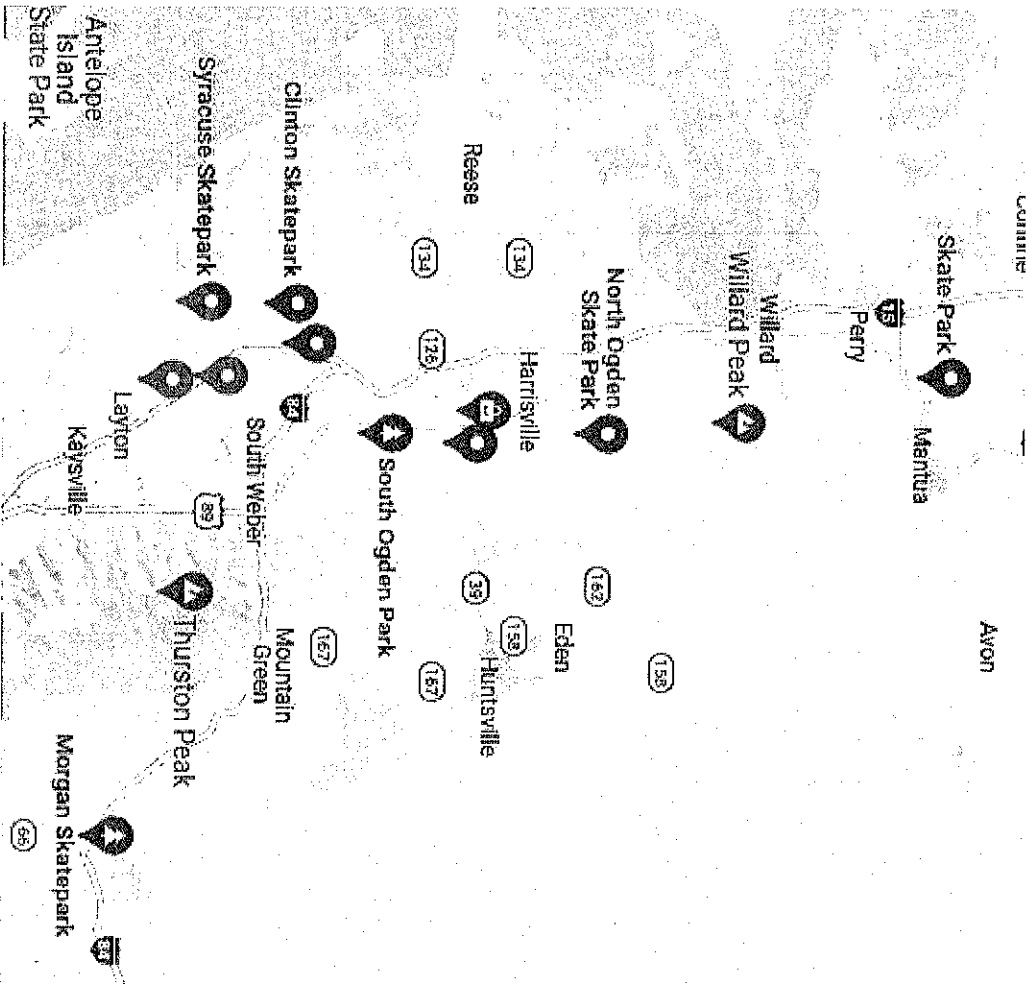 Avon
Skate Park
Mantua
15
Perry
Willard
Willard Peak
158
North Ogden
Skate Park
162
Eden
Harrisville
134
158
Huntsville
Reese
39
134
126
167
South Ogden Park
167
Clinton Skatepark
84
Mountain
Green
South Weber
Syracuse Skatepark
89
Thurston Peak
Layton
Antelope
Island
State Park
Kaysville
84
Morgan Skatepark
66